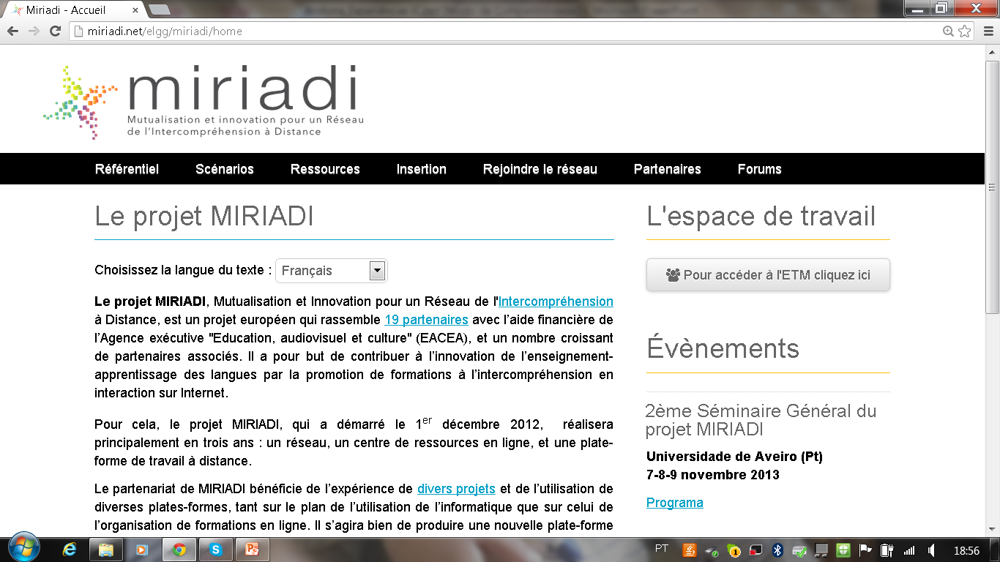 Miriadi - Accueil
miriadi.net/elgg/miriadi/home
miriadi
Mutualisation et innovation pour un Réseau
de l'Intercompréhension à Distance
Référentiel Scénarios Ressources Insertion Rejoindre le réseau Partenaires Forums
Le projet MIRIADI
Choisissez la langue du texte : Français
Le projet MIRIADI, Mutualisation et Innovation pour un Réseau de l'Intercompréhension
à Distance, est un projet européen qui rassemble 19 partenaires avec l'aide financière de
l'Agence exécutive "Education, audiovisuel et culture" (EACEA), et un nombre croissant
de partenaires associés. Il a pour but de contribuer à l'innovation de l'enseignement-
apprentissage des langues par la promotion de formations à l'intercompréhension en
interaction sur Internet.
Pour cela, le projet MIRIADI, qui a démarré le 1er décembre 2012, réalisera
principalement en trois ans : un réseau, un centre de ressources en ligne, et une plate-
forme de travail à distance.
Le partenariat de MIRIADI bénéficie de l'expérience de divers projets et de l'utilisation de
diverses plates-formes, tant sur le plan de l'utilisation de l'informatique que sur celui de
l'organisation de formations en ligne. Il s'agira bien de produire une nouvelle plate-forme
L'espace de travail
Pour accéder à l'ETM cliquez ici
Évènements
2ème Séminaire Général du
projet MIRIADI
Universidade de Aveiro (Pt)
7-8-9 novembre 2013
Programa
PT
18:56